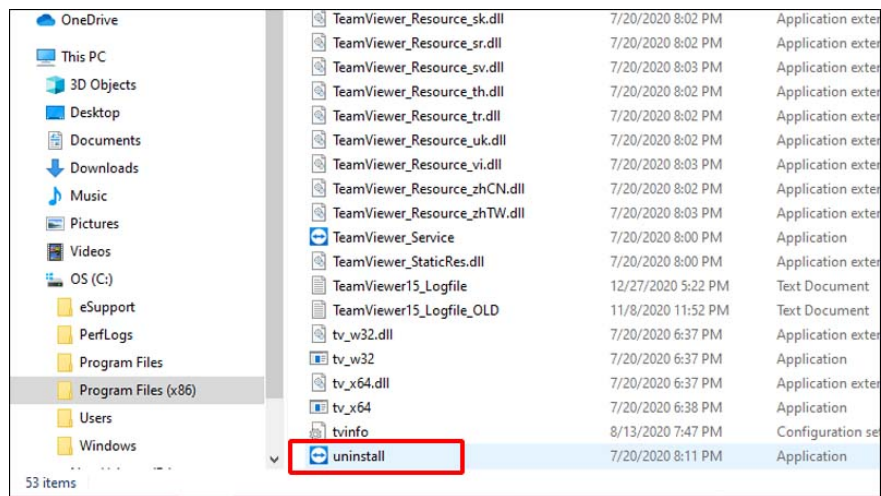 OneDrive
This PC
3D Objects
Desktop
Documents
Downloads
Music
Pictures
Videos
OS (C:)
eSupport
PerfLogs
Program Files
Program Files (x86)
Users
Windows
TeamViewer_Resource_sk.dll 7/20/2020 8:02 PM Application exter
TeamViewer_Resource_sr.dll 7/20/2020 8:02 PM Application exter
TeamViewer_Resource_sv.dll 7/20/2020 8:03 PM Application exter
TeamViewer_Resource_th.dll 7/20/2020 8:02 PM Application exter
TeamViewer_Resource_tr.dll 7/20/2020 8:02 PM Application exter
TeamViewer_Resource_uk.dll 7/20/2020 8:02 PM Application exter
TeamViewer_Resource_vi.dll 7/20/2020 8:03 PM Application exter
TeamViewer_Resource_zhCN.dll 7/20/2020 8:02 PM Application exter
TeamViewer_Resource_zhTW.dll 7/20/2020 8:03 PM Application exter
TeamViewer_Service 7/20/2020 8:00 PM Application
TeamViewer_StaticRes.dll 7/20/2020 8:00 PM Application exter
TeamViewer15_Logfile 12/27/2020 5:22 PM Text Document
TeamViewer15_Logfile_OLD 11/8/2020 11:52 PM Text Document
tv_w32.dll 7/20/2020 6:37 PM Application exter
tv_w32 7/20/2020 6:37 PM Application
tv_x64.dll 7/20/2020 6:37 PM Application exter
tv_x64 7/20/2020 6:38 PM Application
tvinfo 8/13/2020 7:47 PM Configuration set
uninstall 7/20/2020 8:11 PM Application
53 items